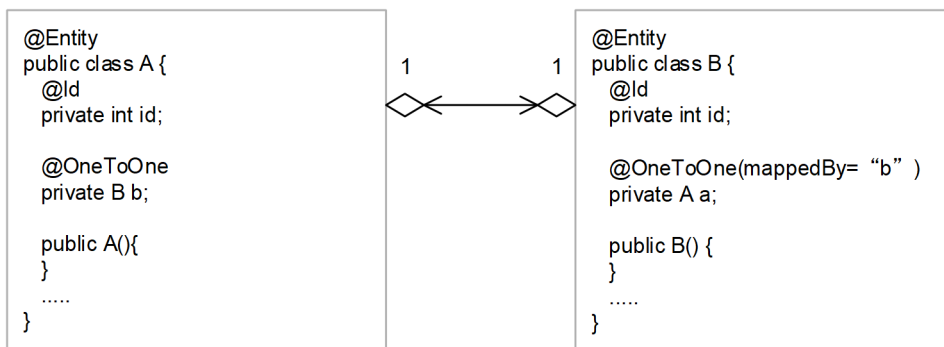 @Entity
public class A {
@Id
private int id;
@OneToOne
private B b;
public A(){
}
.....
}
1
1
@Entity
public class B {
@Id
private int id;
@OneToOne(mappedBy= “b” )
private A a;
public B() {
}
.....
}